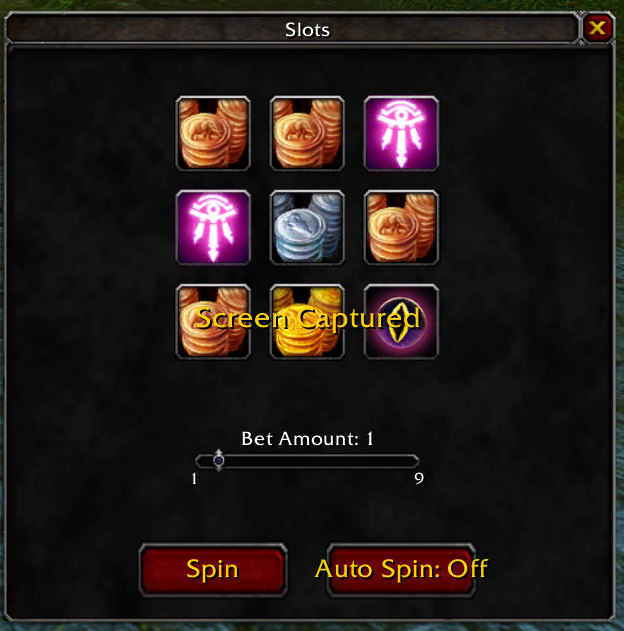 Slots
Screen Captured
Bet Amount: 1
1 9
Spin Auto Spin: Off